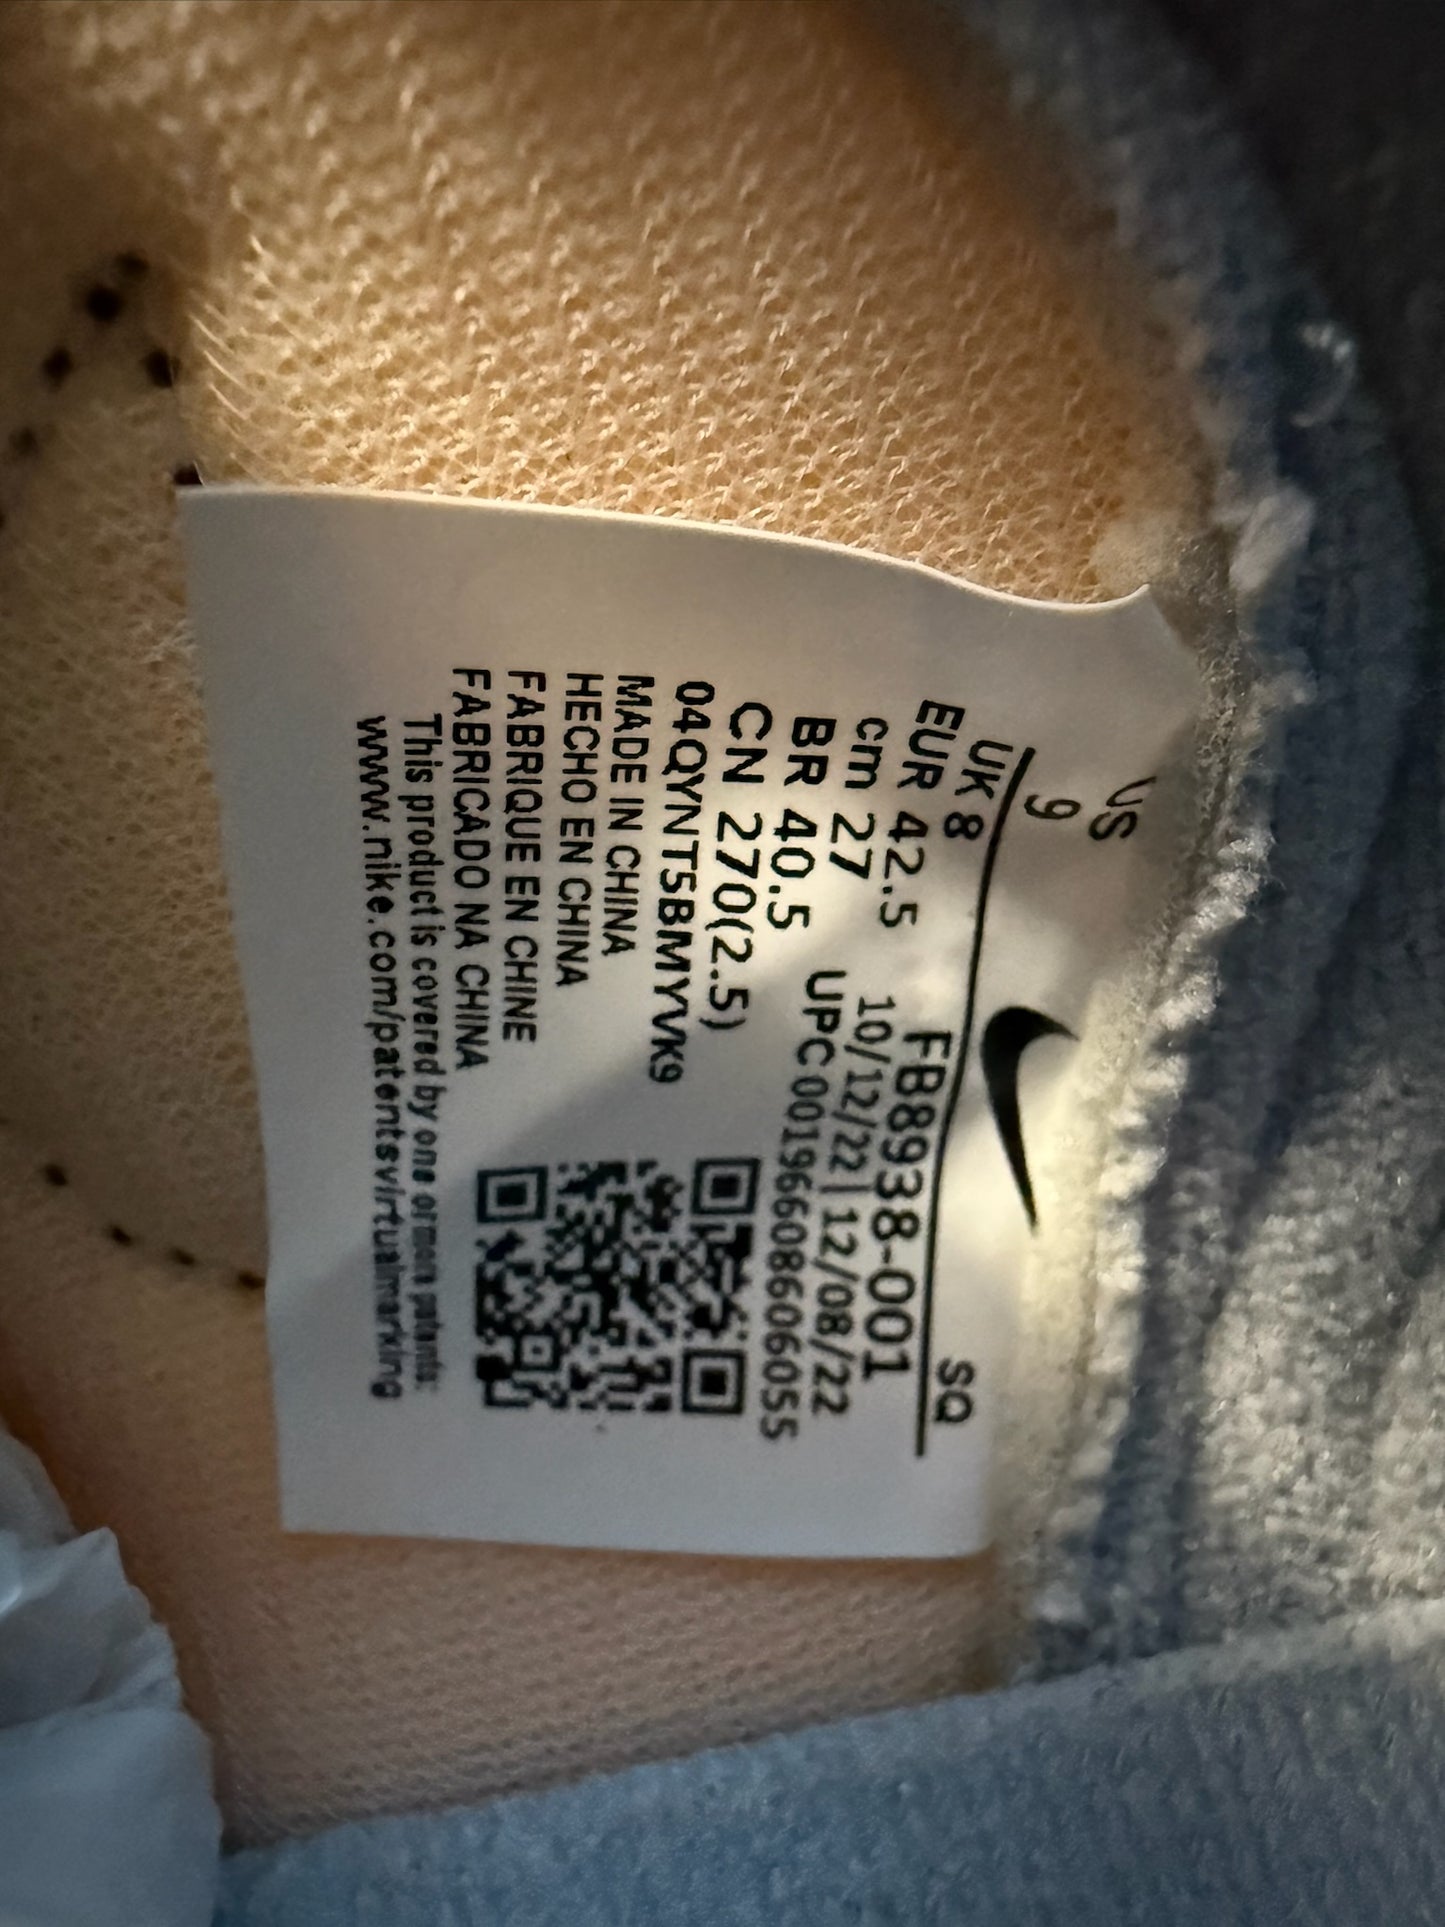 US
9
UK 8
EUR 42.5
cm 27
BR 40.5
CN 270(2.5)
SQ
FB8938-001
10/12/22|12/08/22
UPC 00196608606055
04QYNT5BMYVK9
MADE IN CHINA
HECHO EN CHINA
FABRIQUE EN CHINE
FABRICADO NA CHINA
This product is covered by one or more patents:
www.nike.com/patentsvirtualmarking